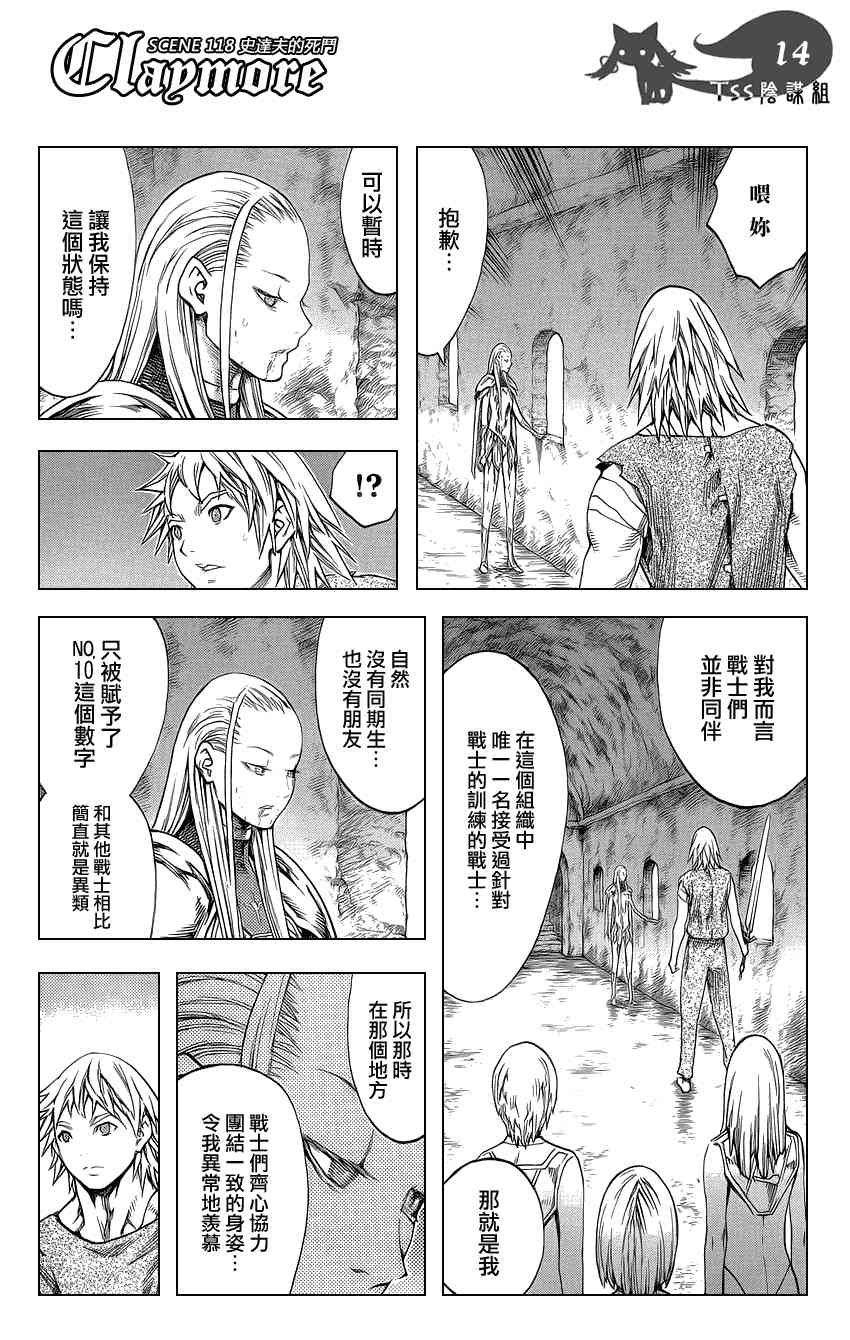 SCENE 118 史達夫的死鬥
Claymore
14
Tss陰謀組
喂
妳
抱歉…
可以暫時
讓我保持
這個狀態嗎…
!?
對我而言
戰士們
並非同伴
在這個組織中
唯一一名接受過針對
戰士的訓練的戰士…
那就是我
自然
沒有同期生…
也沒有朋友
只被賦予了
NO.10這個數字
和其他戰士相比
簡直就是異類
所以那時
在那個地方
戰士們齊心協力
團結一致的身姿…
令我異常地羨慕